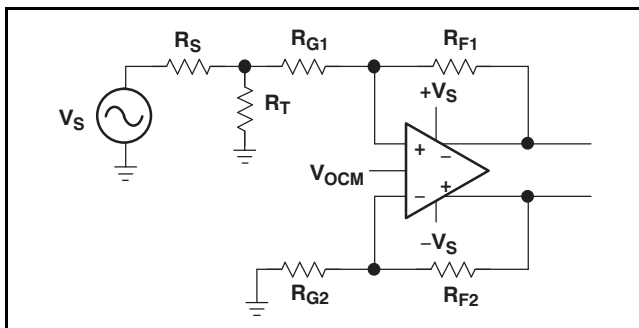 R_S
R_G1
R_F1
R_T
+V_S
V_S
+
−
V_OCM
−
+
−V_S
R_G2
R_F2